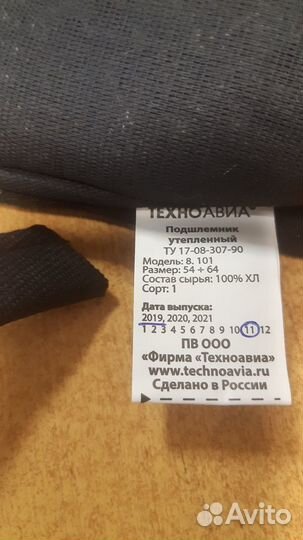 ТЕХНОАВИА®
Подшлемник
утепленный
ТУ 17-08-307-90
Модель: 8. 101
Размер: 54 ÷ 64
Состав сырья: 100% ХЛ
Сорт: 1
Дата выпуска:
2019, 2020, 2021
1 2 3 4 5 6 7 8 9 10 11 12
ПВ ООО
«Фирма «Техноавиа»
www.technoavia.ru
Сделано в России
Avito